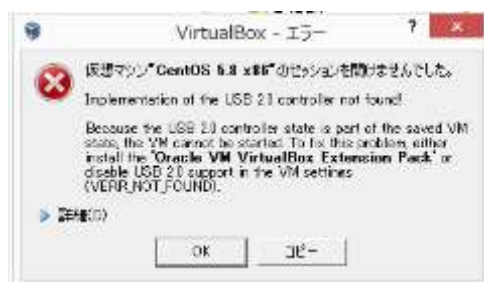 VirtualBox - エラー
仮想マシン"CentOS 5.8 x86"のセッションを開けませんでした。
Implementation of the USB 2.0 controller not found!
Because the USB 2.0 controller state is part of the saved VM
state, the VM cannot be started. To fix this problem, either
install the 'Oracle VM VirtualBox Extension Pack' or
disable USB 2.0 support in the VM settings
(VERR_NOT_FOUND).
詳細(D)
OK
コピー